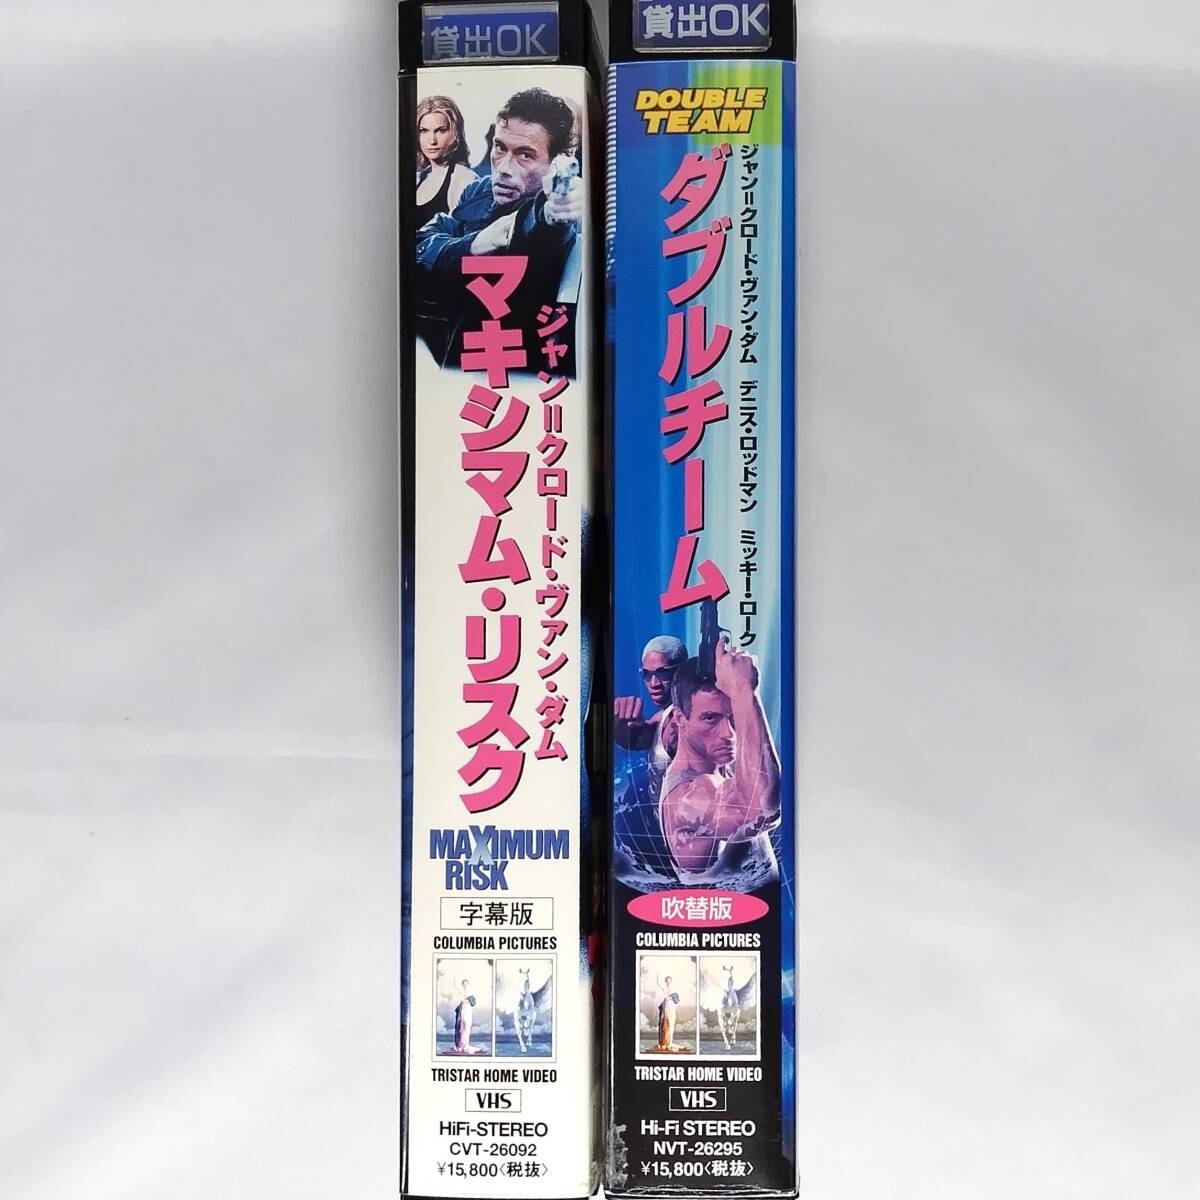 貸出OK
ジャン=クロード・ヴァン・ダム
マキシマム・リスク
MAXIMUM
RISK
字幕版
COLUMBIA PICTURES
TRISTAR HOME VIDEO
VHS
HiFi-STEREO
CVT-26092
¥15,800〈税抜〉
貸出OK
DOUBLE
TEAM
ジャン=クロード・ヴァン・ダム デニス・ロッドマン ミッキー・ローク
ダブルチーム
吹替版
COLUMBIA PICTURES
TRISTAR HOME VIDEO
VHS
Hi-Fi STEREO
NVT-26295
¥15,800〈税抜〉